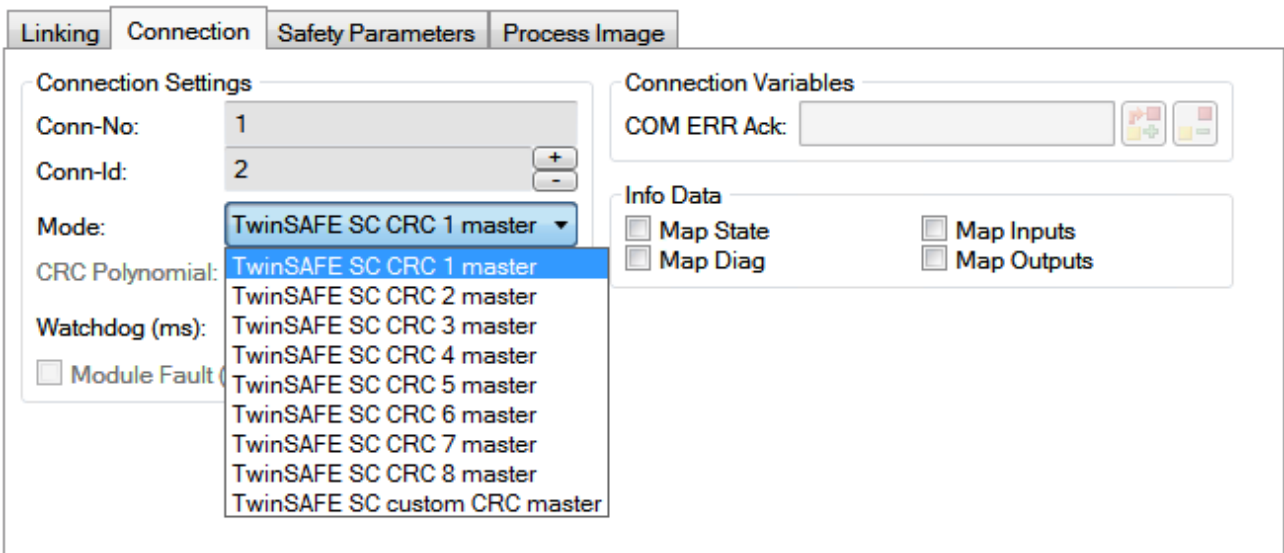 Linking Connection Safety Parameters Process Image
Connection Settings
Conn-No: 1
Conn-Id: 2
+
-
Mode: TwinSAFE SC CRC 1 master
CRC Polynomial:
Watchdog (ms):
Module Fault (
TwinSAFE SC CRC 1 master
TwinSAFE SC CRC 2 master
TwinSAFE SC CRC 3 master
TwinSAFE SC CRC 4 master
TwinSAFE SC CRC 5 master
TwinSAFE SC CRC 6 master
TwinSAFE SC CRC 7 master
TwinSAFE SC CRC 8 master
TwinSAFE SC custom CRC master
Connection Variables
COM ERR Ack:
Info Data
Map State Map Inputs
Map Diag Map Outputs